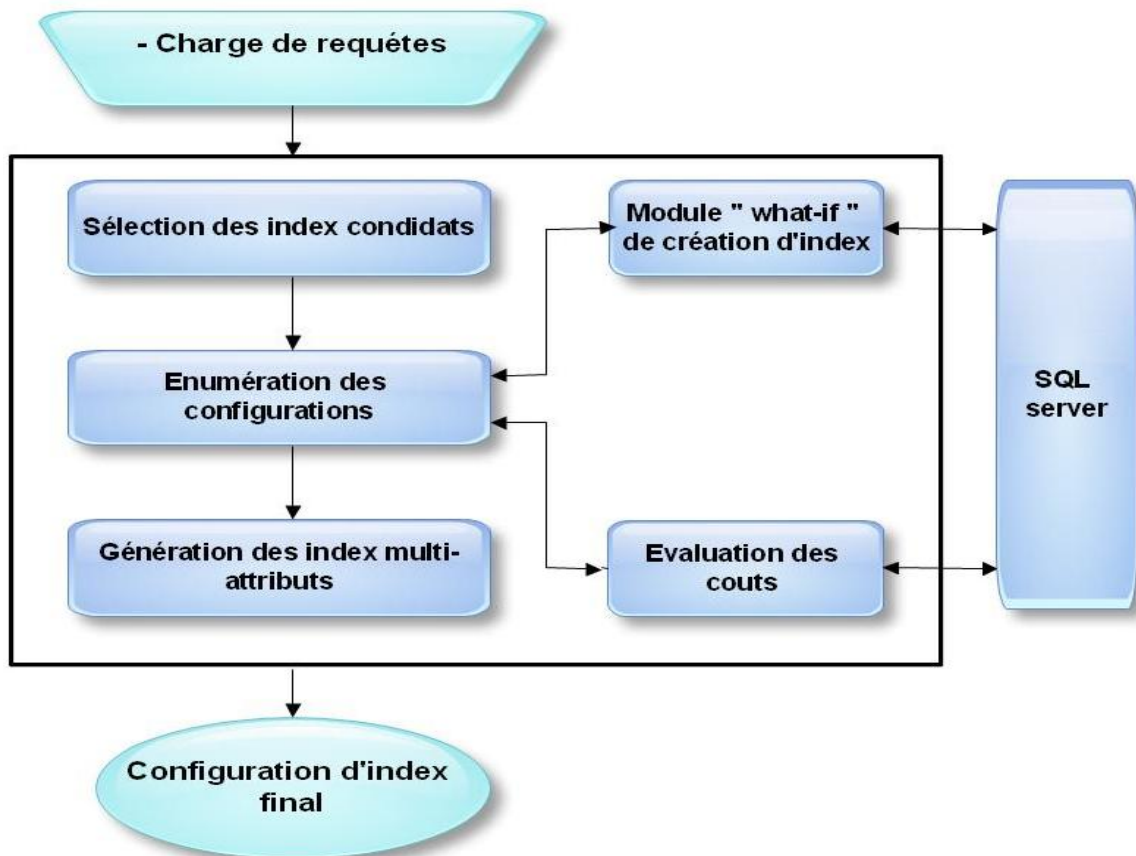 - Charge de requétes
Sélection des index condidats
Module " what-if "
de création d'index
Enumération des
configurations
SQL
server
Génération des index multi-
attributs
Evaluation des
couts
Configuration d'index
final